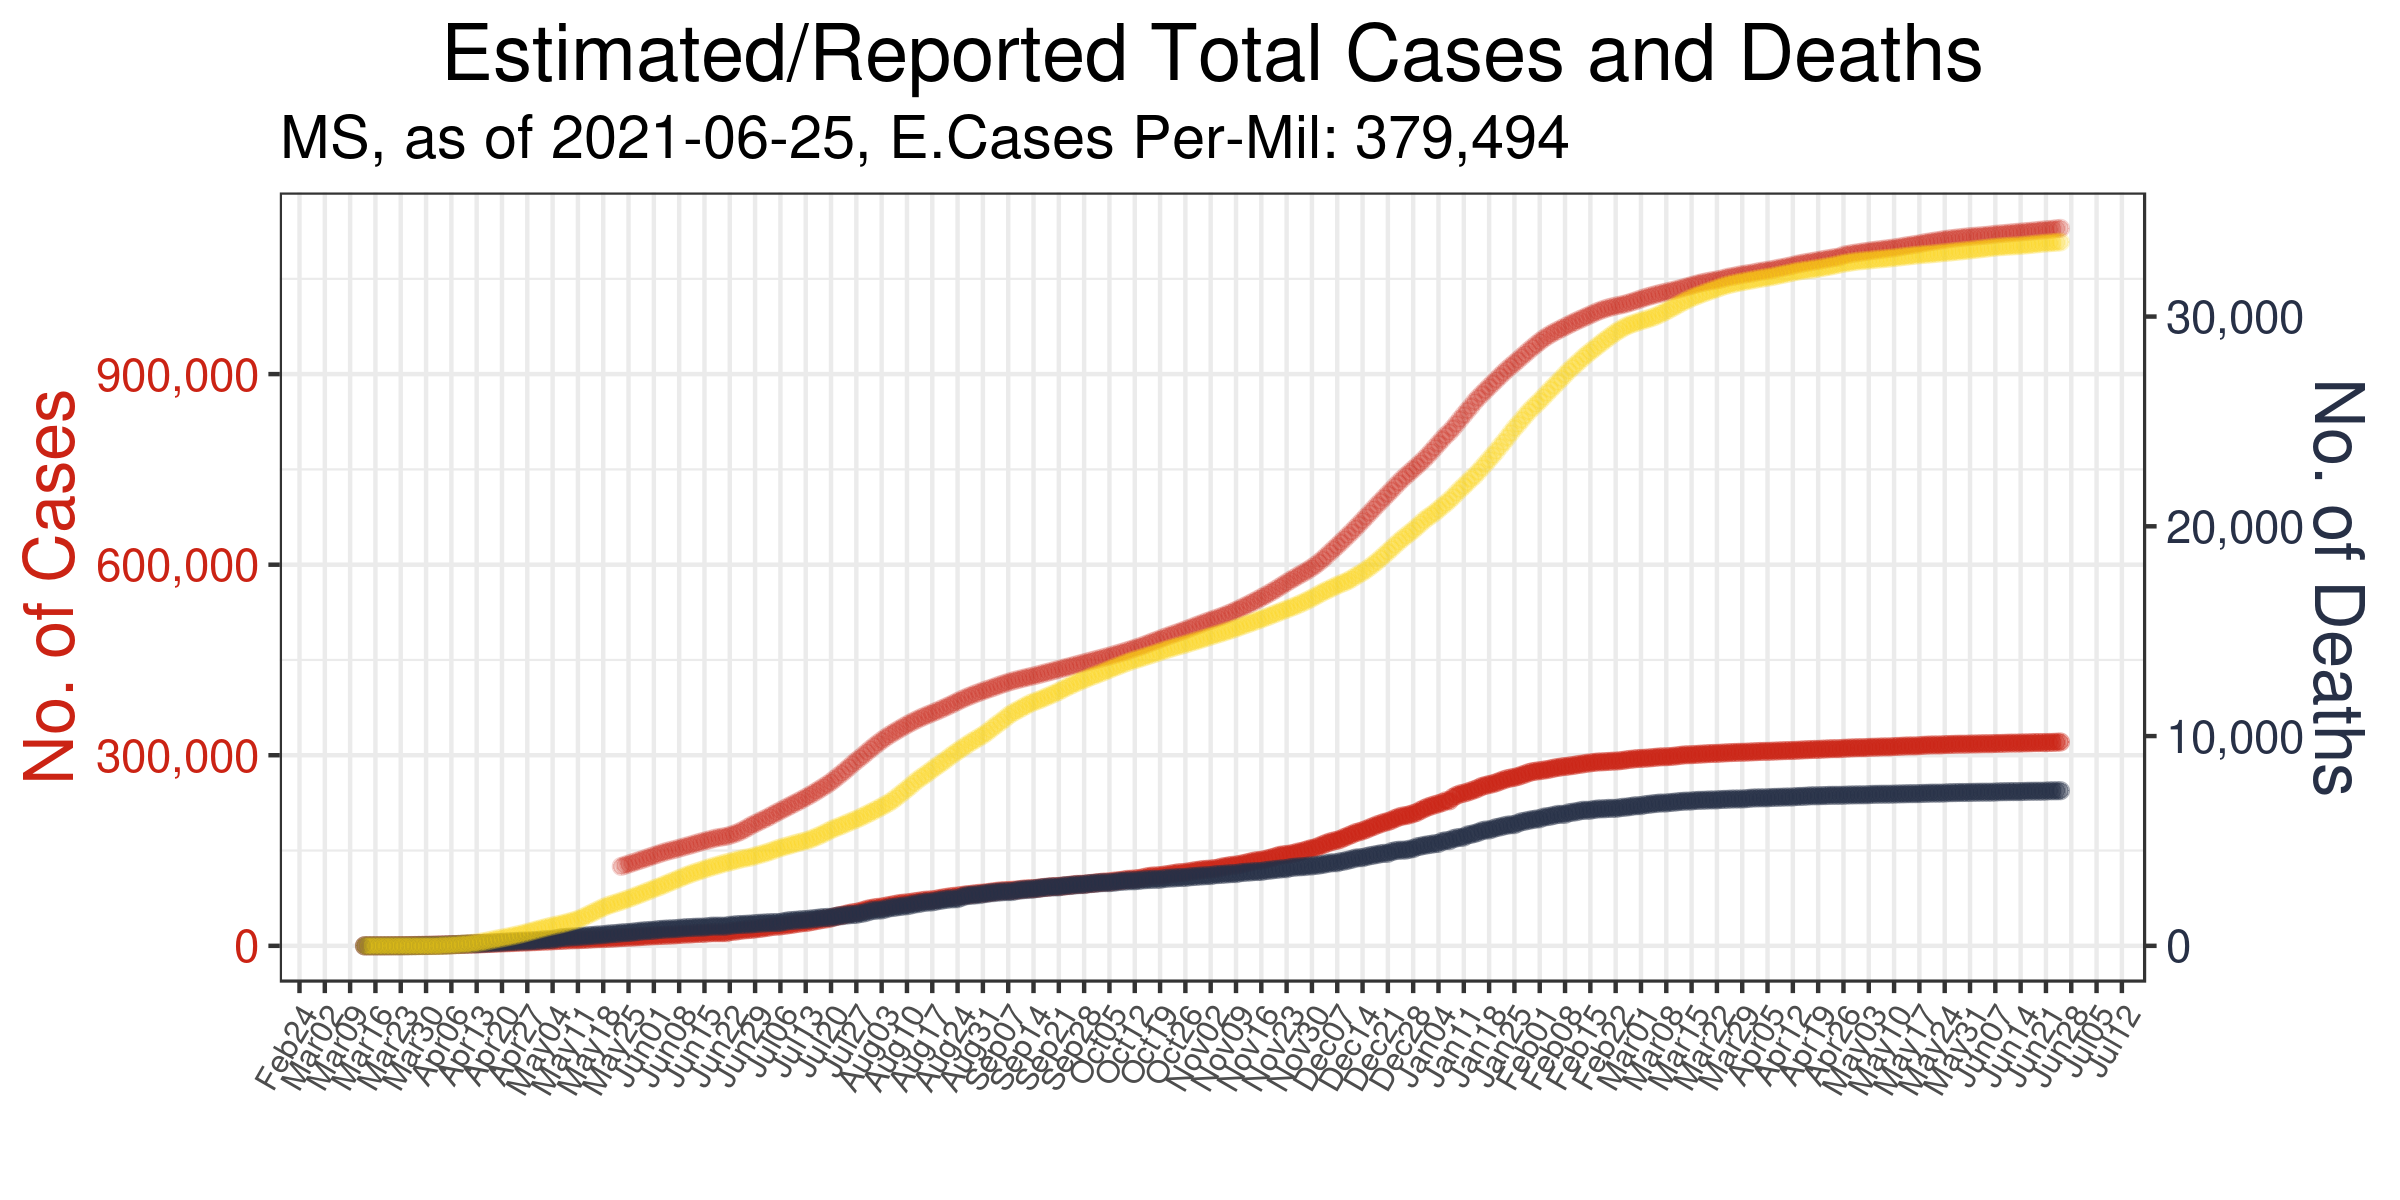 Estimated/Reported Total Cases and Deaths
MS, as of 2021-06-25, E.Cases Per-Mil: 379,494
No. of Cases
900,000
600,000
300,000
0
30,000
20,000
10,000
0
No. of Deaths
Feb24
Mar02
Mar09
Mar16
Mar23
Mar30
Apr06
Apr13
Apr20
Apr27
May04
May11
May18
May25
Jun01
Jun08
Jun15
Jun22
Jun29
Jul06
Jul13
Jul20
Jul27
Aug03
Aug10
Aug17
Aug24
Aug31
Sep07
Sep14
Sep21
Sep28
Oct05
Oct12
Oct19
Oct26
Nov02
Nov09
Nov16
Nov23
Nov30
Dec07
Dec14
Dec21
Dec28
Jan04
Jan11
Jan18
Jan25
Feb01
Feb08
Feb15
Feb22
Mar01
Mar08
Mar15
Mar22
Mar29
Apr05
Apr12
Apr19
Apr26
May03
May10
May17
May24
May31
Jun07
Jun14
Jun21
Jun28
Jul05
Jul12